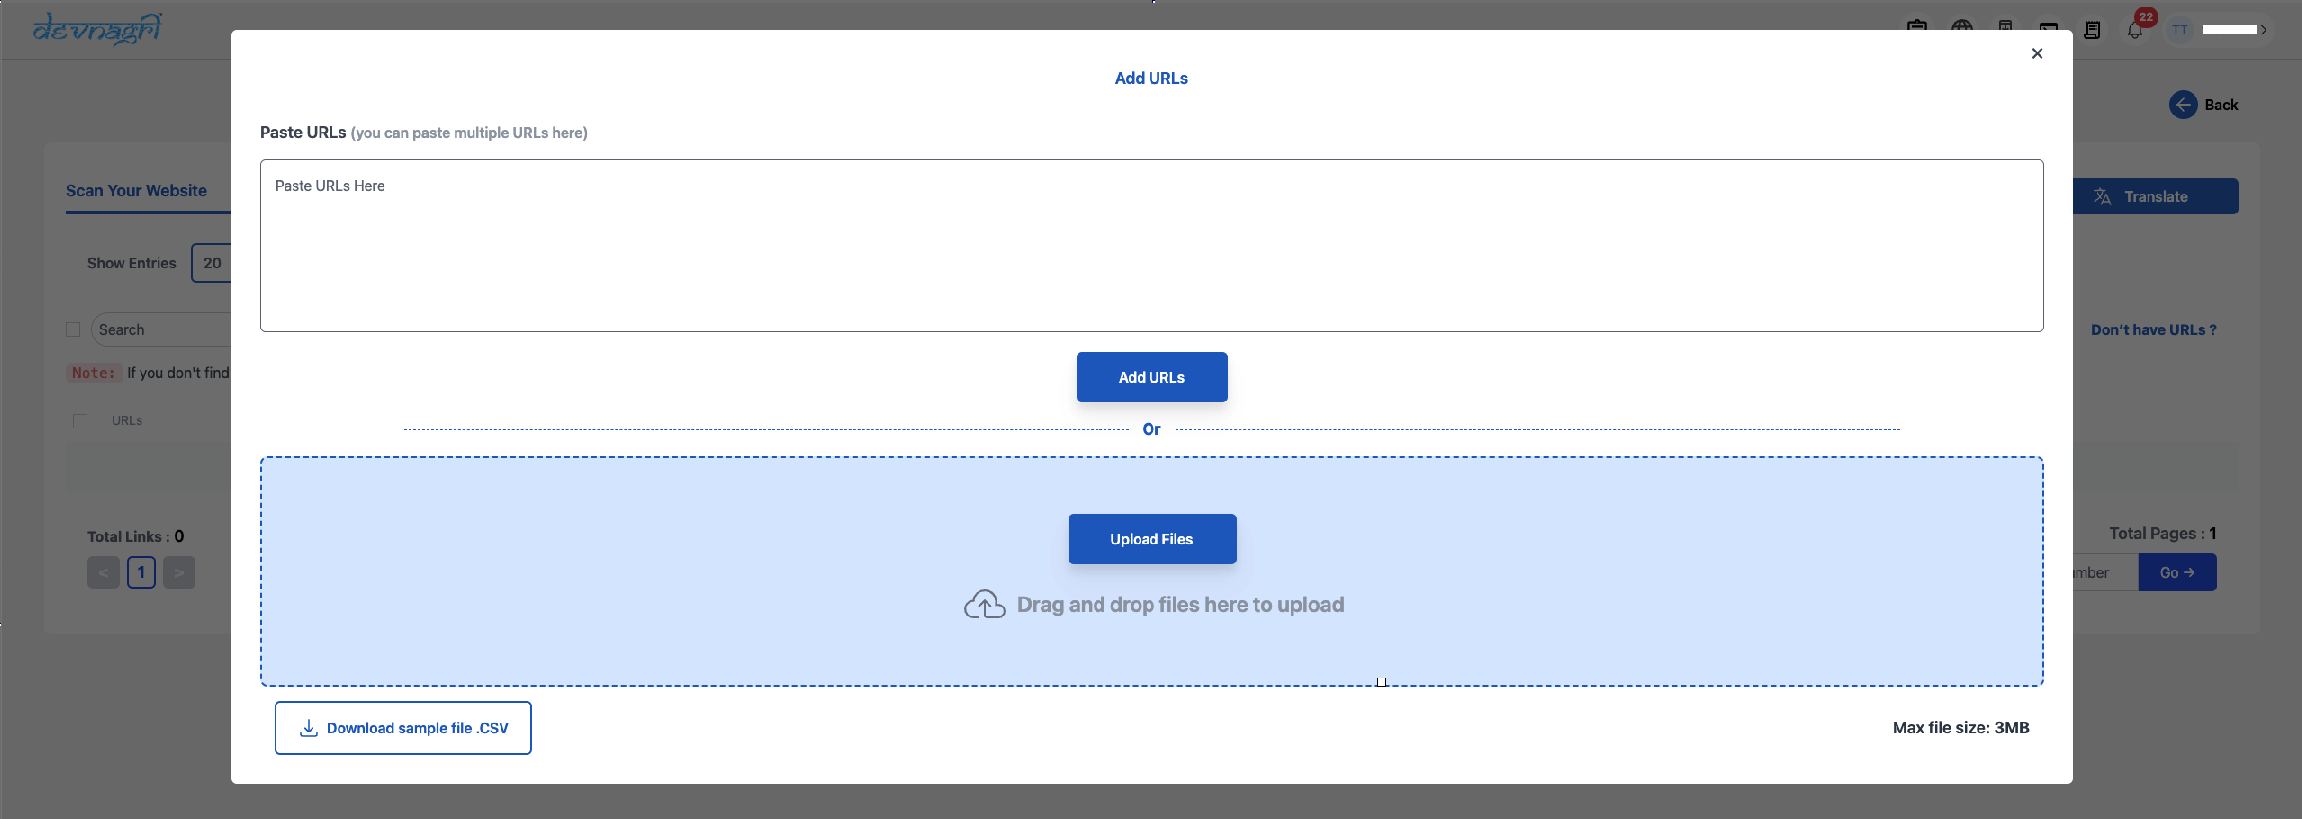 devnagri
22
TT
Add URLs
Back
Paste URLs (you can paste multiple URLs here)
Paste URLs Here
Scan Your Website
Translate
Show Entries 20
Search
Don't have URLs ?
Note: If you don't find
Add URLs
URLs
Or
Upload Files
Total Links : 0
Total Pages : 1
< 1 >
Go →
Drag and drop files here to upload
Download sample file .CSV
Max file size: 3MB